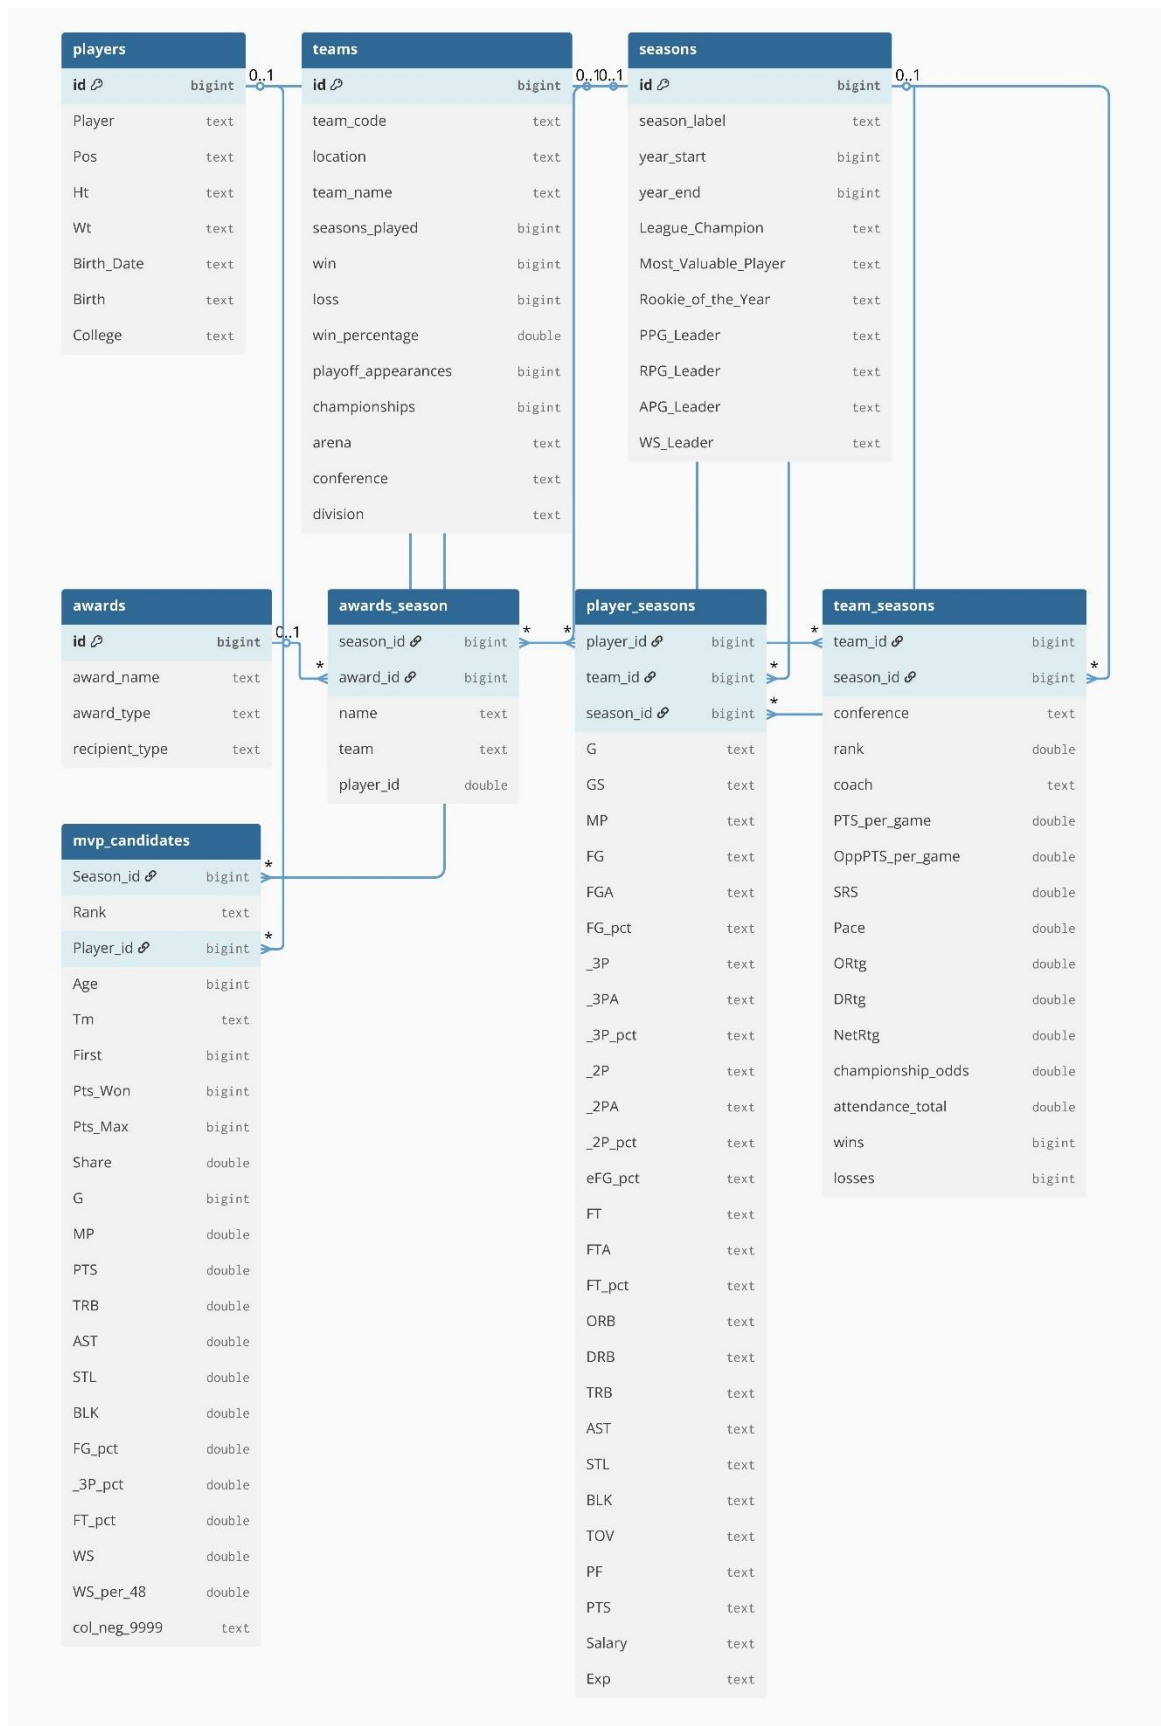 players
id bigint
Player text
Pos text
Ht text
Wt text
Birth_Date text
Birth text
College text
0..1
teams
id bigint
team_code text
location text
team_name text
seasons_played bigint
win bigint
loss bigint
win_percentage double
playoff_appearances bigint
championships bigint
arena text
conference text
division text
0..1
0..1
seasons
id bigint
season_label text
year_start bigint
year_end bigint
League_Champion text
Most_Valuable_Player text
Rookie_of_the_Year text
PPG_Leader text
RPG_Leader text
APG_Leader text
WS_Leader text
0..1
awards
id bigint
award_name text
award_type text
recipient_type text
0..1
*
awards_season
season_id bigint
award_id bigint
name text
team text
player_id double
*
*
player_seasons
player_id bigint
team_id bigint
season_id bigint
G text
GS text
MP text
FG text
FGA text
FG_pct text
_3P text
_3PA text
_3P_pct text
_2P text
_2PA text
_2P_pct text
eFG_pct text
FT text
FTA text
FT_pct text
ORB text
DRB text
TRB text
AST text
STL text
BLK text
TOV text
PF text
PTS text
Salary text
Exp text
*
*
*
team_seasons
team_id bigint
season_id bigint
conference text
rank double
coach text
PTS_per_game double
OppPTS_per_game double
SRS double
Pace double
ORtg double
DRtg double
NetRtg double
championship_odds double
attendance_total double
wins bigint
losses bigint
*
mvp_candidates
Season_id bigint
Rank text
Player_id bigint
Age bigint
Tm text
First bigint
Pts_Won bigint
Pts_Max bigint
Share double
G bigint
MP double
PTS double
TRB double
AST double
STL double
BLK double
FG_pct double
_3P_pct double
FT_pct double
WS double
WS_per_48 double
col_neg_9999 text
*
*